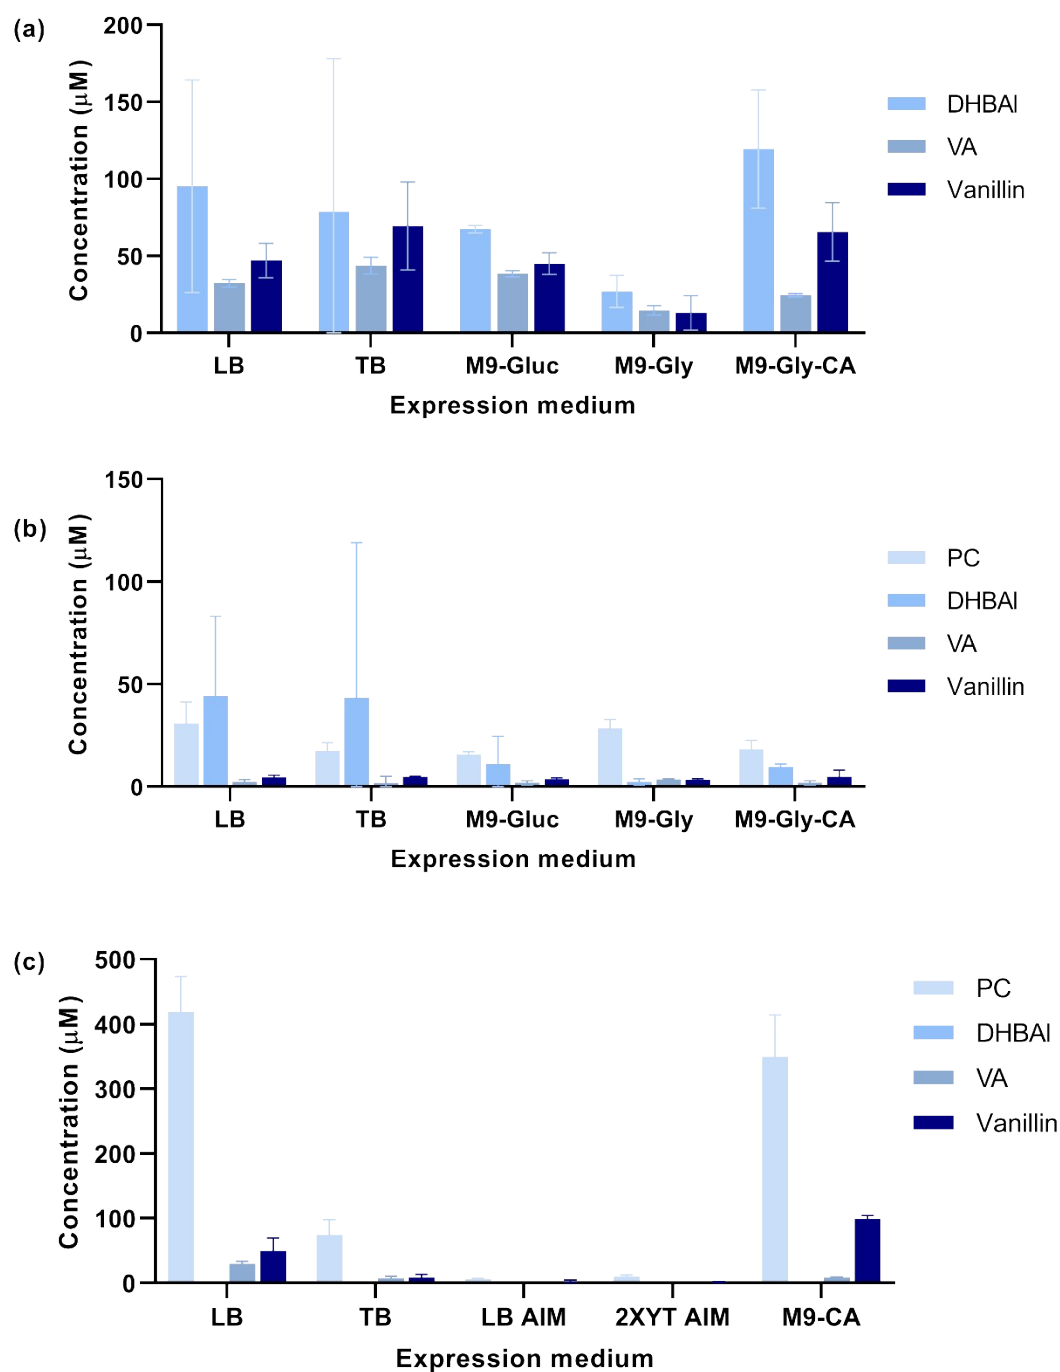 (a)
Concentration (µM)
200
150
100
50
0
LB TB M9-Gluc M9-Gly M9-Gly-CA
Expression medium
DHBAl
VA
Vanillin
(b)
Concentration (µM)
150
100
50
0
LB TB M9-Gluc M9-Gly M9-Gly-CA
Expression medium
PC
DHBAl
VA
Vanillin
(c)
Concentration (µM)
500
400
300
200
100
0
LB TB LB AIM 2XYT AIM M9-CA
Expression medium
PC
DHBAl
VA
Vanillin